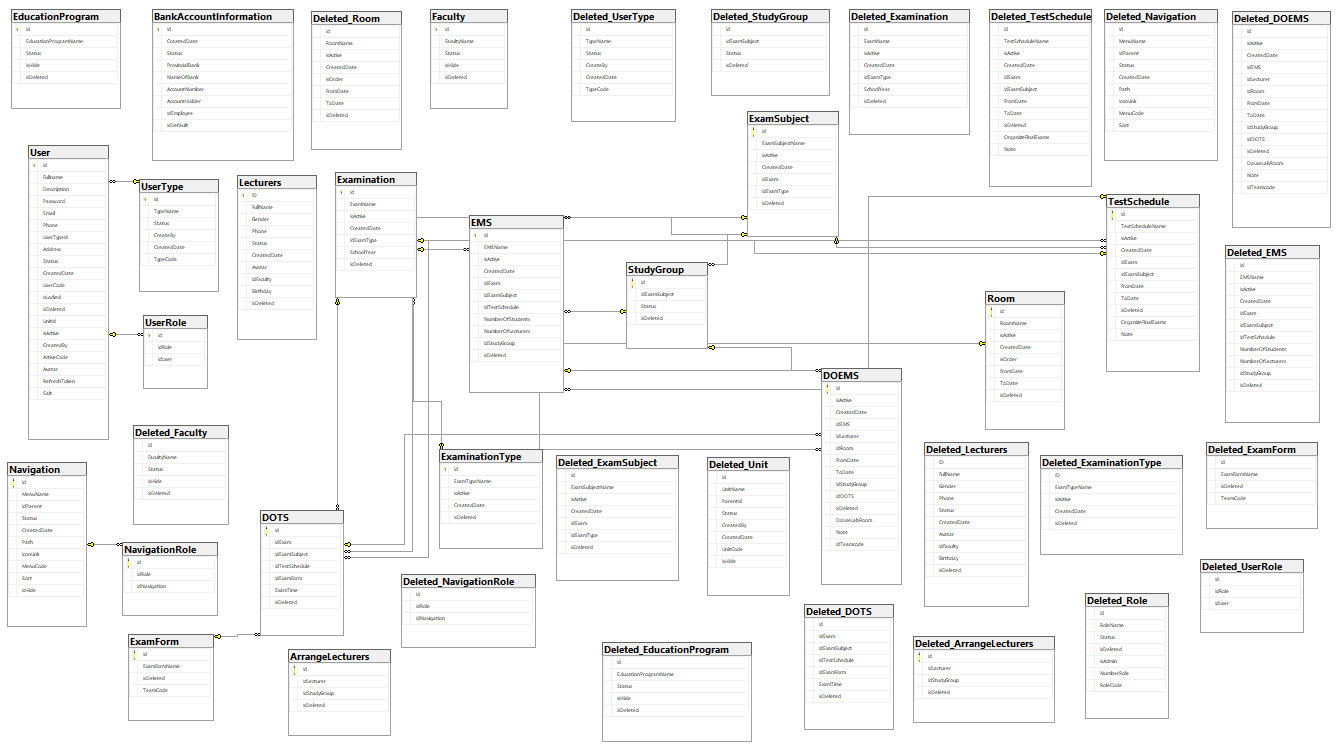 EducationProgram
Id
EducationProgramName
Status
IsHide
IsDeleted
BankAccountInformation
Id
CreatedDate
Status
ProvincialBank
NameOfBank
AccountNumber
AccountHolder
IdEmployee
IsDefault
Deleted_Room
Id
RoomName
IsActive
CreatedDate
IsOrder
FromDate
ToDate
IsDeleted
Faculty
Id
FacultyName
Status
IsHide
IsDeleted
Deleted_UserType
Id
TypeName
Status
CreateBy
CreatedDate
TypeCode
Deleted_StudyGroup
Id
IdExamSubject
Status
IsDeleted
Deleted_Examination
Id
ExamName
IsActive
CreatedDate
IdExamType
SchoolYear
IsDeleted
Deleted_TestSchedule
Id
TestScheduleName
IsActive
CreatedDate
IdExam
IdExamSubject
FromDate
ToDate
IsDeleted
OrganizeFinalExams
Note
Deleted_Navigation
Id
MenuName
IdParent
Status
CreatedDate
Path
IconLink
MenuCode
Sort
Deleted_DOEMS
Id
IsActive
CreatedDate
IdEMS
IdLecturer
IdRoom
FromDate
ToDate
IdStudyGroup
IdDOTS
IsDeleted
DoUseLabRoom
Note
IdTeamcode
User
Id
Fullname
Description
Password
Email
Phone
UserTypeId
Address
Status
CreatedDate
UserCode
IsLocked
IsDeleted
UnitId
IsActive
CreatedBy
ActiveCode
Avatar
RefreshToken
Salt
UserType
Id
TypeName
Status
CreateBy
CreatedDate
TypeCode
Lecturers
ID
FullName
Gender
Phone
Status
CreatedDate
Avatar
IdFaculty
Birthday
IsDeleted
Examination
Id
ExamName
IsActive
CreatedDate
IdExamType
SchoolYear
IsDeleted
EMS
Id
EMSName
IsActive
CreatedDate
IdExam
IdExamSubject
IdTestSchedule
NumberOfStudents
NumberOfLecturers
IdStudyGroup
IsDeleted
ExamSubject
Id
ExamSubjectName
IsActive
CreatedDate
IdExam
IdExamType
IsDeleted
StudyGroup
Id
IdExamSubject
Status
IsDeleted
TestSchedule
Id
TestScheduleName
IsActive
CreatedDate
IdExam
IdExamSubject
FromDate
ToDate
IsDeleted
OrganizeFinalExams
Note
Deleted_EMS
Id
EMSName
IsActive
CreatedDate
IdExam
IdExamSubject
IdTestSchedule
NumberOfStudents
NumberOfLecturers
IdStudyGroup
IsDeleted
Room
Id
RoomName
IsActive
CreatedDate
IsOrder
FromDate
ToDate
IsDeleted
UserRole
Id
IdRole
IdUser
DOEMS
Id
IsActive
CreatedDate
IdEMS
IdLecturer
IdRoom
FromDate
ToDate
IdStudyGroup
IdDOTS
IsDeleted
DoUseLabRoom
Note
IdTeamcode
Deleted_Faculty
Id
FacultyName
Status
IsHide
IsDeleted
Navigation
Id
MenuName
IdParent
Status
CreatedDate
Path
IconLink
MenuCode
Sort
IsHide
ExaminationType
Id
ExamTypeName
IsActive
CreatedDate
IsDeleted
Deleted_ExamSubject
Id
ExamSubjectName
IsActive
CreatedDate
IdExam
IdExamType
IsDeleted
Deleted_Unit
Id
UnitName
ParentId
Status
CreatedBy
CreatedDate
UnitCode
IsHide
Deleted_Lecturers
ID
FullName
Gender
Phone
Status
CreatedDate
Avatar
IdFaculty
Birthday
IsDeleted
Deleted_ExaminationType
ID
ExamTypeName
IsActive
CreatedDate
IsDeleted
Deleted_ExamForm
Id
ExamFormName
IsDeleted
TeamCode
DOTS
Id
IdExam
IdExamSubject
IdTestSchedule
IdExamForm
ExamTime
IsDeleted
NavigationRole
Id
IdRole
IdNavigation
Deleted_NavigationRole
Id
IdRole
IdNavigation
Deleted_UserRole
Id
IdRole
IdUser
Deleted_Role
Id
RoleName
Status
IsDeleted
IsAdmin
NumberRole
RoleCode
Deleted_DOTS
Id
IdExam
IdExamSubject
IdTestSchedule
IdExamForm
ExamTime
IsDeleted
ExamForm
Id
ExamFormName
IsDeleted
TeamCode
ArrangeLecturers
Id
IdLecturer
IdStudyGroup
IsDeleted
Deleted_EducationProgram
Id
EducationProgramName
Status
IsHide
IsDeleted
Deleted_ArrangeLecturers
Id
IdLecturer
IdStudyGroup
IsDeleted